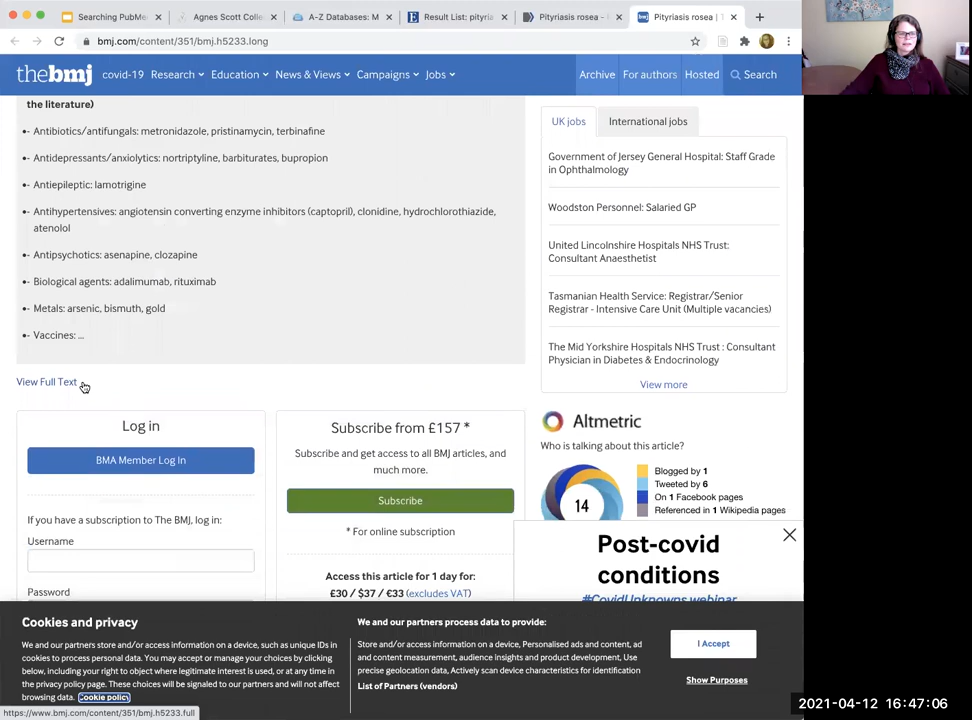 Searching PubMe
Agnes Scott Colle
A-Z Databases: M
Result List: pityria
Pityriasis rosea -
Pityriasis rosea | T
bmj.com/content/351/bmj.h5233.long
thebmj
covid-19
Research
Education
News & Views
Campaigns
Jobs
Archive
For authors
Hosted
Search
the literature)
•- Antibiotics/antifungals: metronidazole, pristinamycin, terbinafine
•- Antidepressants/anxiolytics: nortriptyline, barbiturates, bupropion
•- Antiepileptic: lamotrigine
•- Antihypertensives: angiotensin converting enzyme inhibitors (captopril), clonidine, hydrochlorothiazide,
atenolol
•- Antipsychotics: asenapine, clozapine
•- Biological agents: adalimumab, rituximab
•- Metals: arsenic, bismuth, gold
•- Vaccines: ...
View Full Text
UK jobs
International jobs
Government of Jersey General Hospital: Staff Grade
in Ophthalmology
Woodston Personnel: Salaried GP
United Lincolnshire Hospitals NHS Trust:
Consultant Anaesthetist
Tasmanian Health Service: Registrar/Senior
Registrar - Intensive Care Unit (Multiple vacancies)
The Mid Yorkshire Hospitals NHS Trust : Consultant
Physician in Diabetes & Endocrinology
View more
Log in
BMA Member Log In
If you have a subscription to The BMJ, log in:
Username
Password
Subscribe from £157 *
Subscribe and get access to all BMJ articles, and
much more.
Subscribe
* For online subscription
Access this article for 1 day for:
£30 / $37 / €33 (excludes VAT)
Altmetric
Who is talking about this article?
14
Blogged by 1
Tweeted by 6
On 1 Facebook pages
Referenced in 1 Wikipedia pages
Post-covid
conditions
#CovidUnknowns webinar
Cookies and privacy
We and our partners store and/or access information on a device, such as unique IDs in
cookies to process personal data. You may accept or manage your choices by clicking
below, including your right to object where legitimate interest is used, or at any time in
the privacy policy page. These choices will be signaled to our partners and will not affect
browsing data. Cookie policy
We and our partners process data to provide:
Store and/or access information on a device, Personalised ads and content, ad
and content measurement, audience insights and product development, Use
precise geolocation data, Actively scan device characteristics for identification
List of Partners (vendors)
I Accept
Show Purposes
https://www.bmj.com/content/351/bmj.h5233.full
2021-04-12 16:47:06